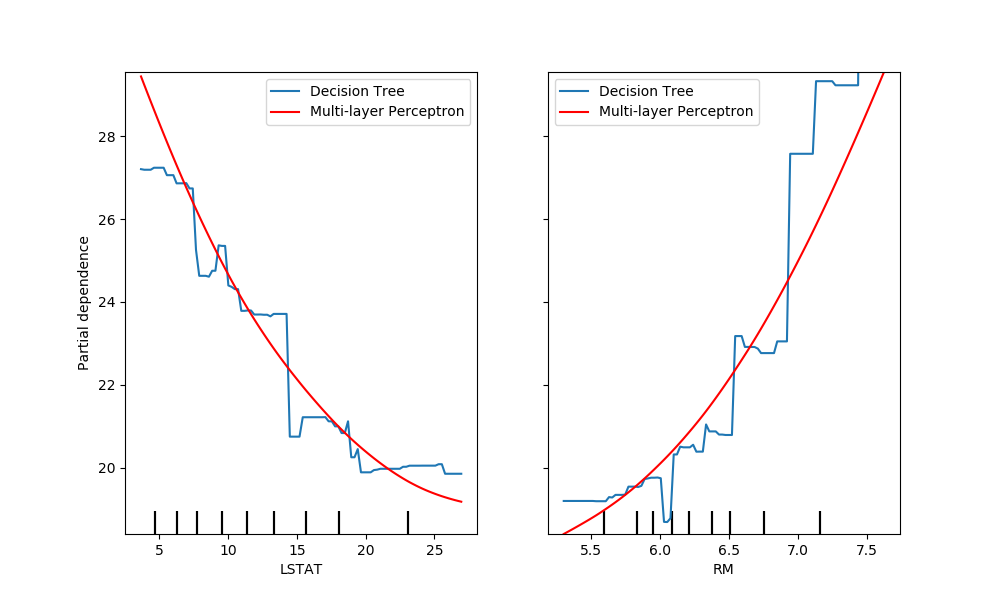 Decision Tree
Multi-layer Perceptron
Decision Tree
Multi-layer Perceptron
28
26
24
22
20
Partial dependence
5 10 15 20 25
LSTAT
5.5 6.0 6.5 7.0 7.5
RM